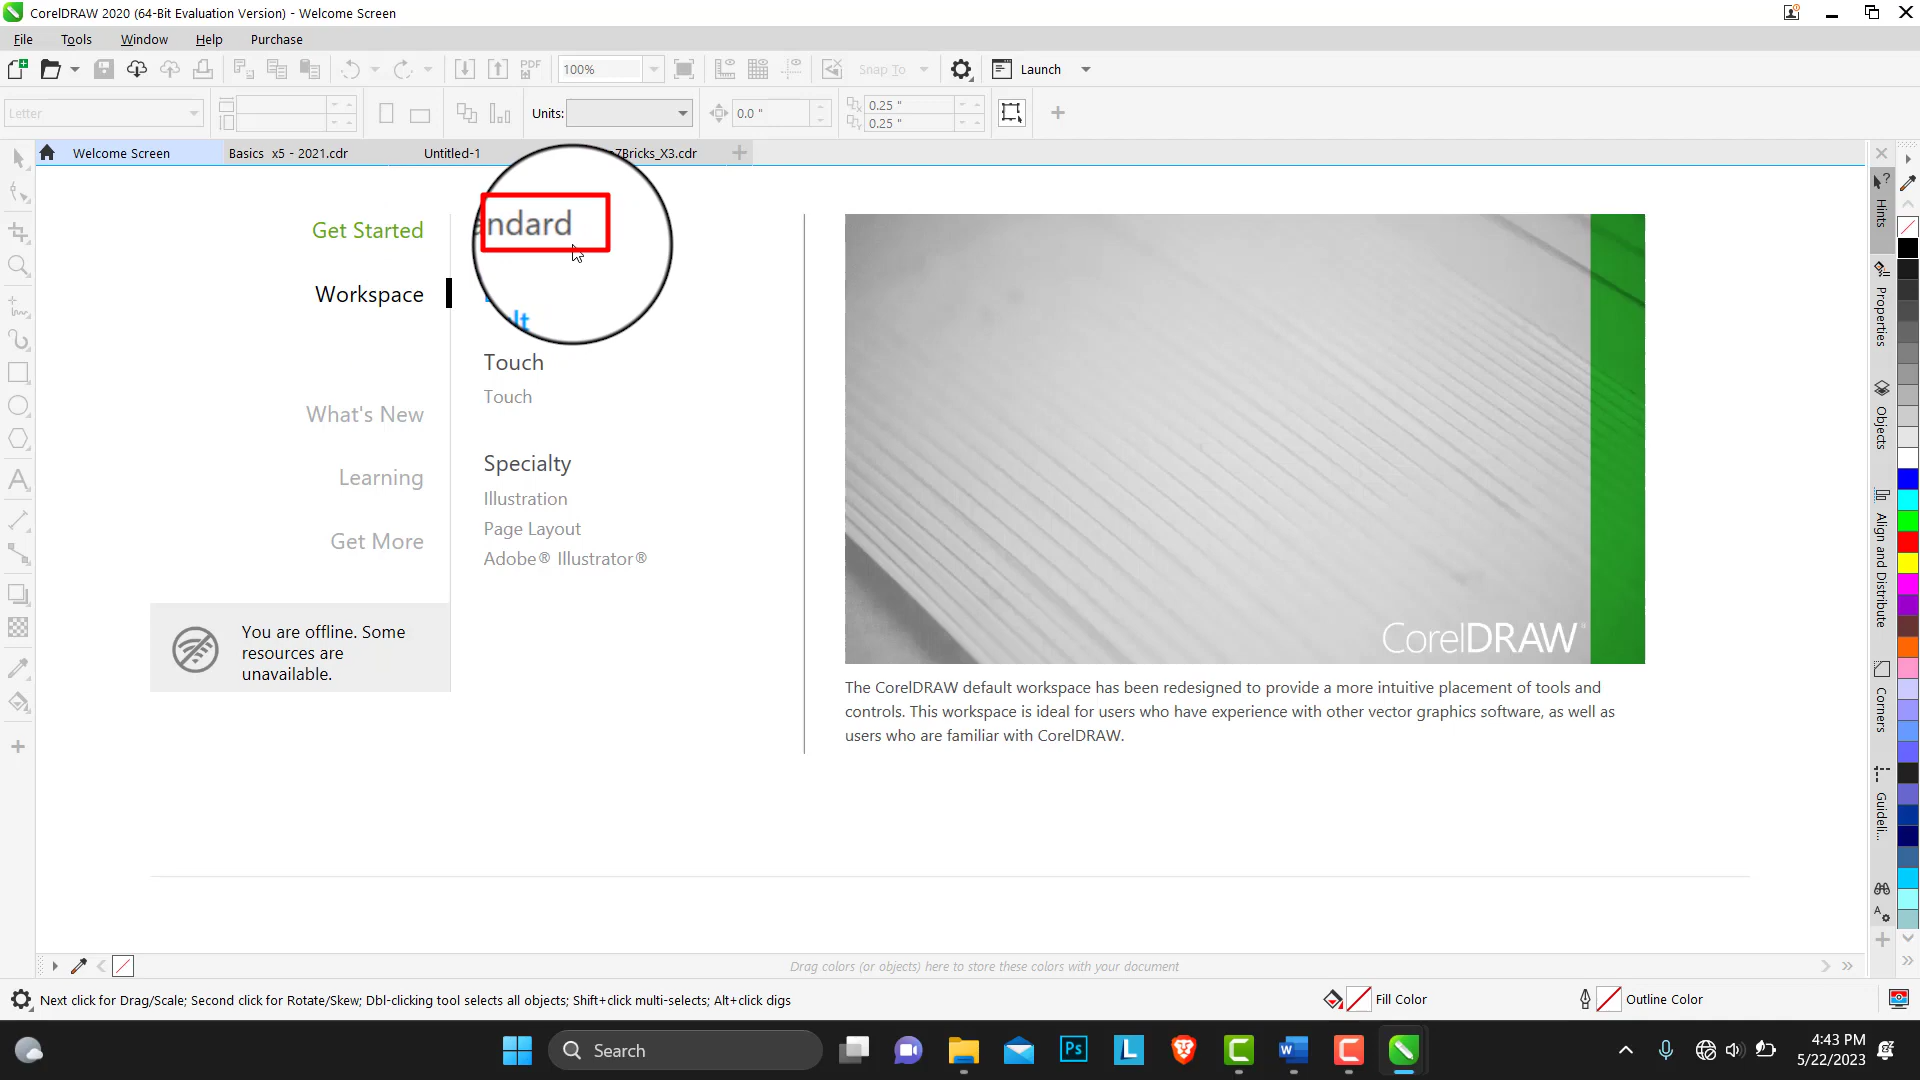 CorelDRAW 2020 (64-Bit Evaluation Version) - Welcome Screen
File Tools Window Help Purchase
PDF 100% Snap To Launch
Letter Units: 0.0 " 0.25 "
0.25 "
Welcome Screen Basics x5 - 2021.cdr Untitled-1 7Bricks_X3.cdr
Get Started
Workspace
What's New
Learning
Get More
You are offline. Some
resources are
unavailable.
andard
lt
Touch
Touch
Specialty
Illustration
Page Layout
Adobe® Illustrator®
CorelDRAW
The CorelDRAW default workspace has been redesigned to provide a more intuitive placement of tools and
controls. This workspace is ideal for users who have experience with other vector graphics software, as well as
users who are familiar with CorelDRAW.
Hints
Properties
Objects
Align and Distribute
Corners
Guideli...
Drag colors (or objects) here to store these colors with your document
Next click for Drag/Scale; Second click for Rotate/Skew; Dbl-clicking tool selects all objects; Shift+click multi-selects; Alt+click digs
Fill Color Outline Color
Search
Ps
L
W
4:43 PM
5/22/2023